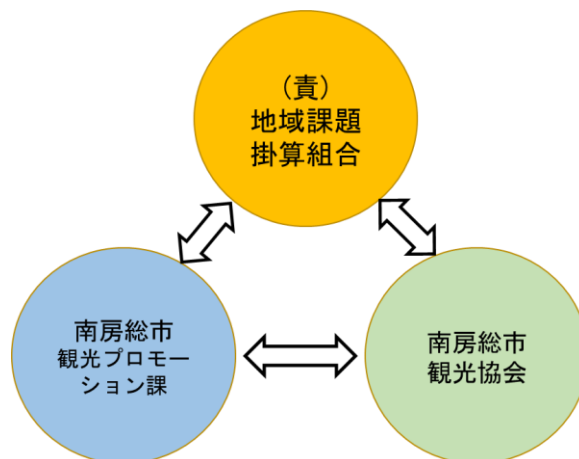 （責）
地域課題
掛算組合
南房総市
観光プロモー
ション課
南房総市
観光協会